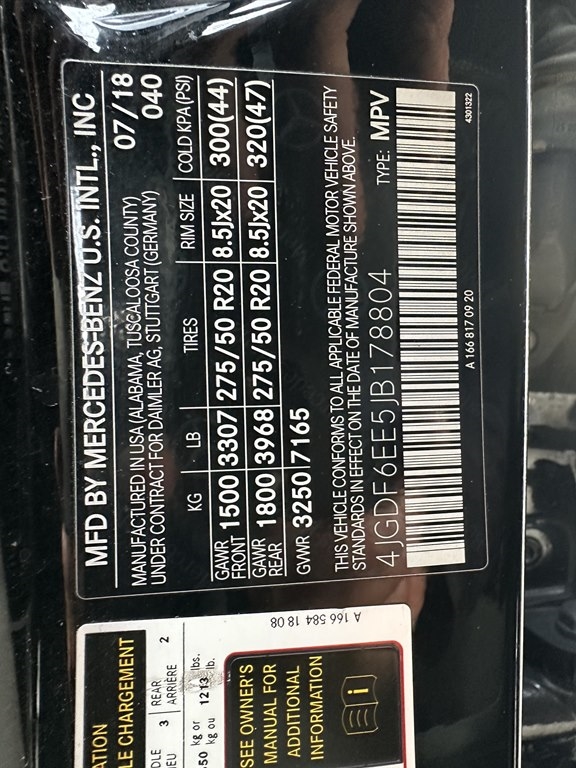 MFD BY MERCEDES-BENZ U.S. INTL., INC
07/18
MANUFACTURED IN USA (ALABAMA, TUSCALOOSA COUNTY)
040
UNDER CONTRACT FOR DAIMLER AG, STUTTGART (GERMANY)
KG LB TIRES RIM SIZE COLD KPA (PSI)
GAWR FRONT 1500 3307 275/50 R20 8.5Jx20 300(44)
GAWR REAR 1800 3968 275/50 R20 8.5Jx20 320(47)
GVWR 3250 7165
THIS VEHICLE CONFORMS TO ALL APPLICABLE FEDERAL MOTOR VEHICLE SAFETY
STANDARDS IN EFFECT ON THE DATE OF MANUFACTURE SHOWN ABOVE.
4JGDF6EE5JB178804 TYPE: MPV
A 166 817 09 20 4301322
A 166 584 18 08
LE CHARGEMENT
3 REAR 2
ARRIÈRE
kg or 1213 lbs.
kg ou lb.
SEE OWNER'S
MANUAL FOR
ADDITIONAL
INFORMATION
i